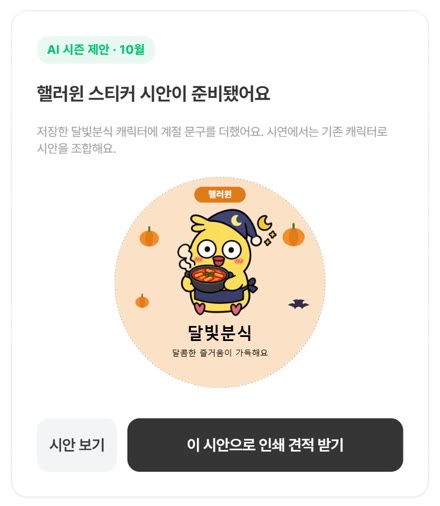 AI 시즌 제안 · 10월
핼러윈 스티커 시안이 준비됐어요
저장한 달빛분식 캐릭터에 계절 문구를 더했어요. 시연에서는 기존 캐릭터로
시안을 조합해요.
핼러윈
달빛분식
달콤한 즐거움이 가득해요
시안 보기
이 시안으로 인쇄 견적 받기